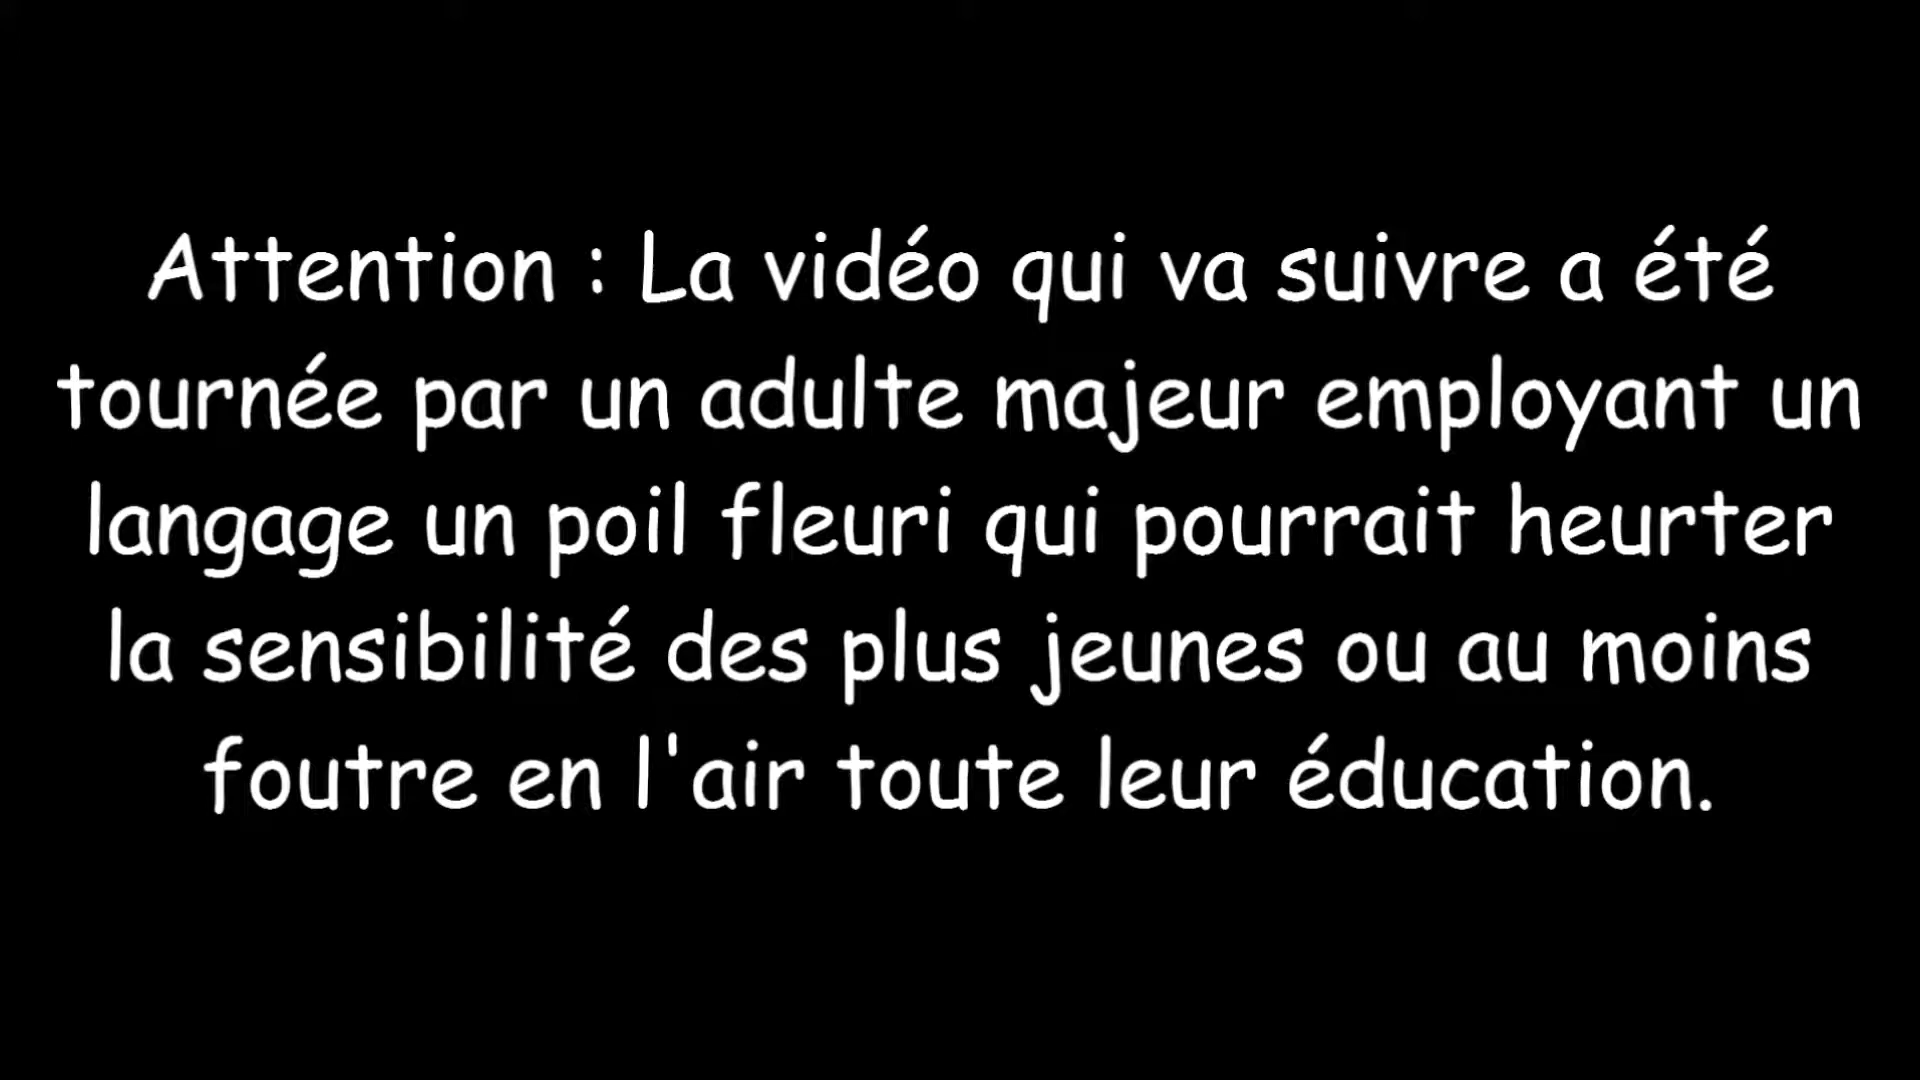 Attention : La vidéo qui va suivre a été
tournée par un adulte majeur employant un
langage un poil fleuri qui pourrait heurter
la sensibilité des plus jeunes ou au moins
foutre en l'air toute leur éducation.